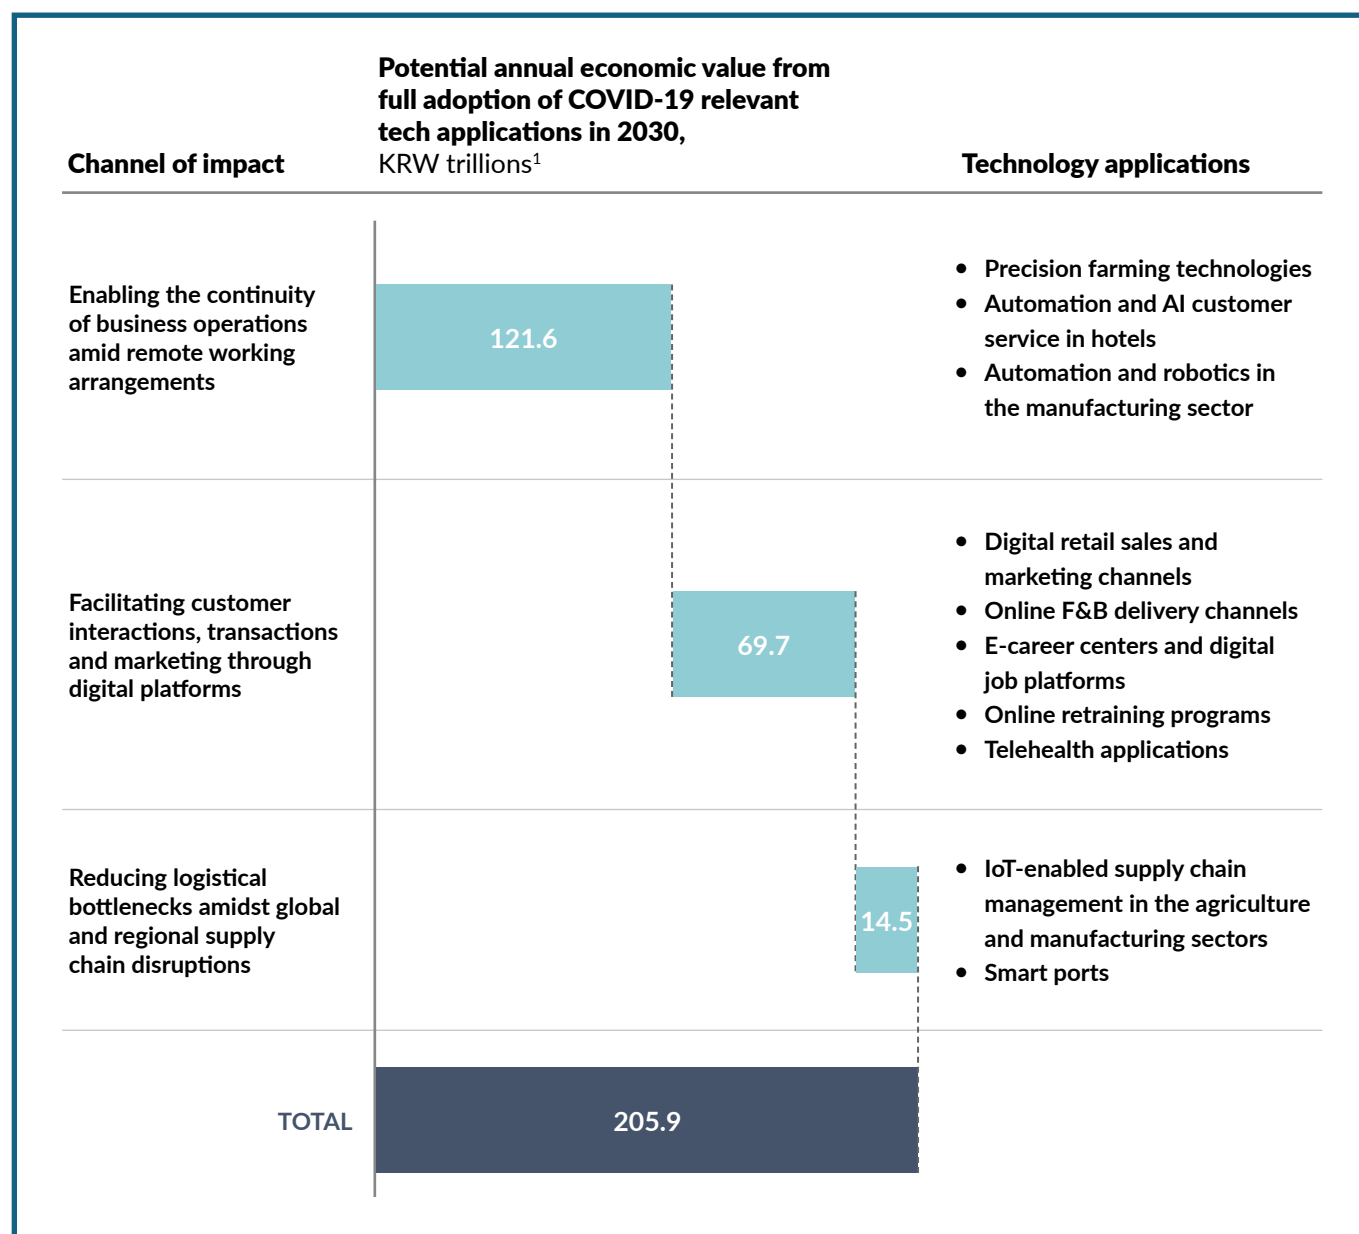 Potential annual economic value from
full adoption of COVID-19 relevant
tech applications in 2030,
KRW trillions¹
Channel of impact
Technology applications
Enabling the continuity
of business operations
amid remote working
arrangements
121.6
• Precision farming technologies
• Automation and AI customer
service in hotels
• Automation and robotics in
the manufacturing sector
Facilitating customer
interactions, transactions
and marketing through
digital platforms
69.7
• Digital retail sales and
marketing channels
• Online F&B delivery channels
• E-career centers and digital
job platforms
• Online retraining programs
• Telehealth applications
Reducing logistical
bottlenecks amidst global
and regional supply
chain disruptions
14.5
• IoT-enabled supply chain
management in the agriculture
and manufacturing sectors
• Smart ports
TOTAL
205.9